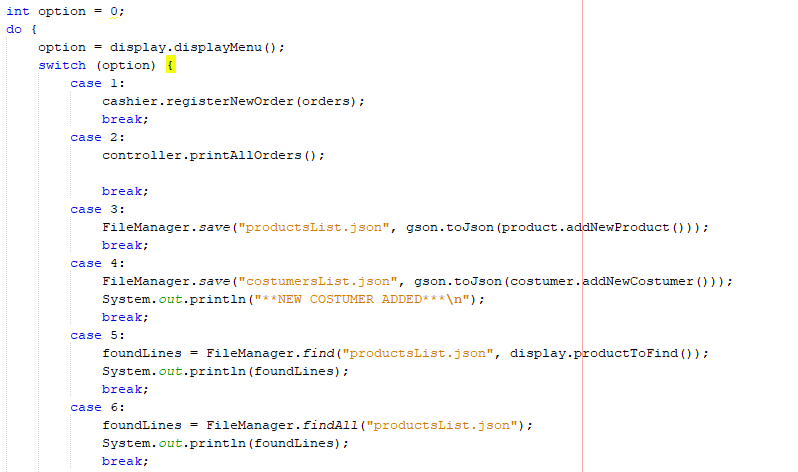 int option = 0;
do {
    option = display.displayMenu();
    switch (option) {
        case 1:
            cashier.registerNewOrder(orders);
            break;
        case 2:
            controller.printAllOrders();

            break;
        case 3:
            FileManager.save("productsList.json", gson.toJson(product.addNewProduct()));
            break;
        case 4:
            FileManager.save("costumersList.json", gson.toJson(costumer.addNewCostumer()));
            System.out.println("**NEW COSTUMER ADDED***\n");
            break;
        case 5:
            foundLines = FileManager.find("productsList.json", display.productToFind());
            System.out.println(foundLines);
            break;
        case 6:
            foundLines = FileManager.findAll("productsList.json");
            System.out.println(foundLines);
            break;